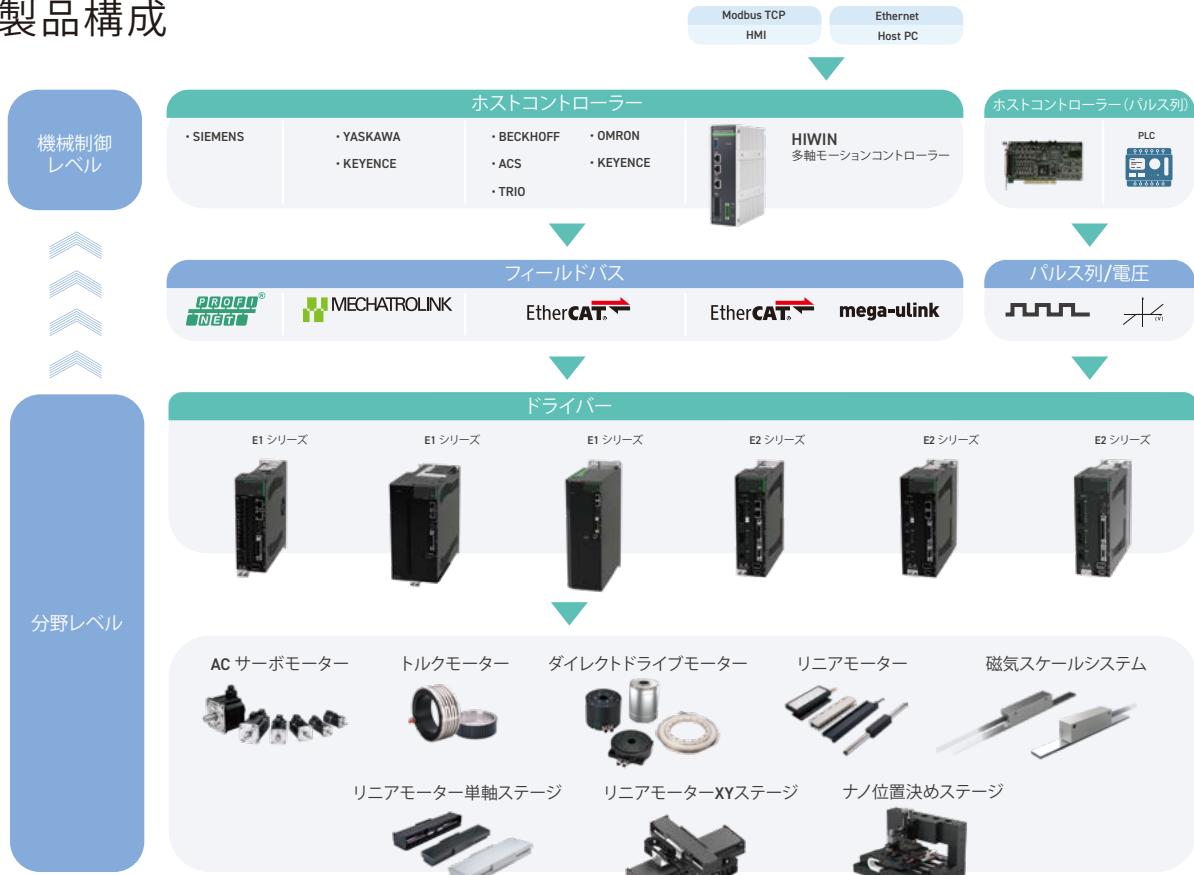 製品構成
Modbus TCP
HMI
Ethernet
Host PC
機械制御
レベル
ホストコントローラー
・SIEMENS
・YASKAWA
・KEYENCE
・BECKHOFF
・ACS
・TRIO
・OMRON
・KEYENCE
HIWIN
多軸モーションコントローラー
ホストコントローラー(パルス列)
PLC
フィールドバス
PROFI
NET®
MECHATROLINK
EtherCAT®
EtherCAT®
mega-ulink
パルス列/電圧
(V)
分野レベル
ドライバー
E1 シリーズ
E1 シリーズ
E1 シリーズ
E2 シリーズ
E2 シリーズ
E2 シリーズ
AC サーボモーター
トルクモーター
ダイレクトドライブモーター
リニアモーター
磁気スケールシステム
リニアモーター単軸ステージ
リニアモーターXYステージ
ナノ位置決めステージ